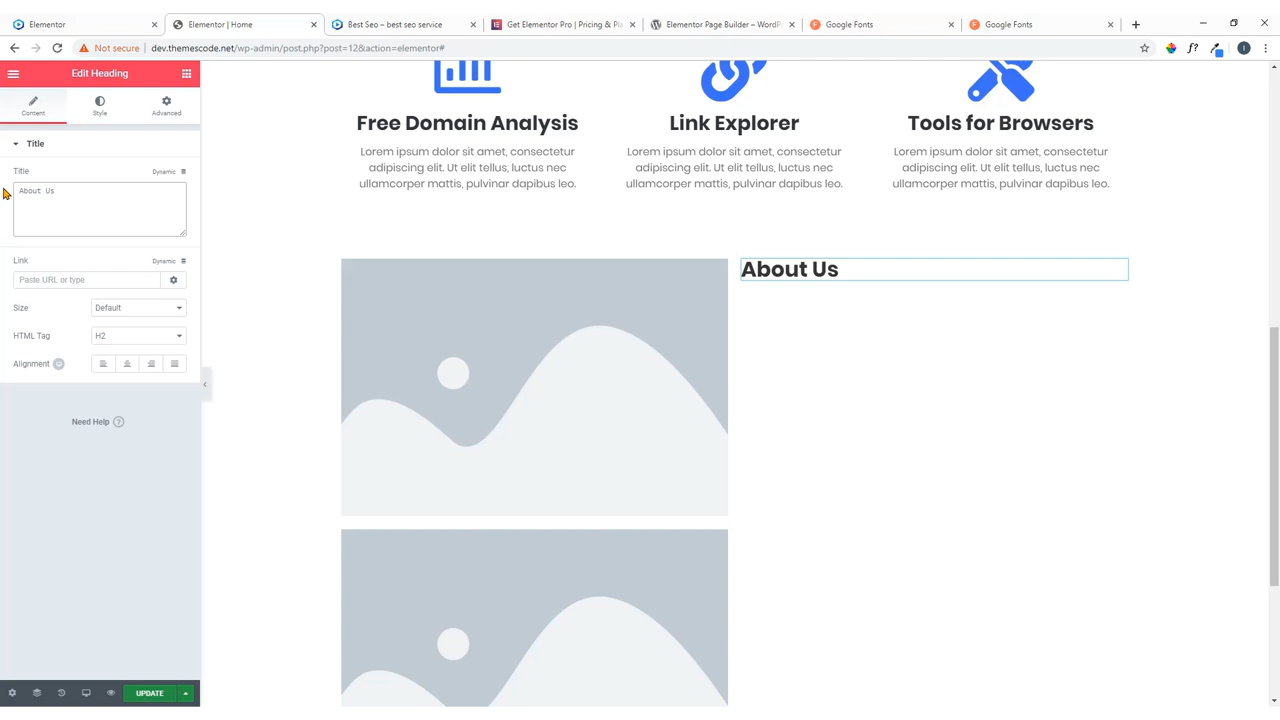 Elementor
Elementor | Home
Best Seo – best seo service
Get Elementor Pro | Pricing & Pl
Elementor Page Builder – WordP
Google Fonts
Google Fonts
Not secure
dev.themescode.net/wp-admin/post.php?post=12&action=elementor#
f?
I
Edit Heading
Content
Style
Advanced
Title
Title
Dynamic
About Us
Link
Dynamic
Paste URL or type
Size
Default
HTML Tag
H2
Alignment
Need Help ?
UPDATE
Free Domain Analysis
Lorem ipsum dolor sit amet, consectetur
adipiscing elit. Ut elit tellus, luctus nec
ullamcorper mattis, pulvinar dapibus leo.
Link Explorer
Lorem ipsum dolor sit amet, consectetur
adipiscing elit. Ut elit tellus, luctus nec
ullamcorper mattis, pulvinar dapibus leo.
Tools for Browsers
Lorem ipsum dolor sit amet, consectetur
adipiscing elit. Ut elit tellus, luctus nec
ullamcorper mattis, pulvinar dapibus leo.
About Us